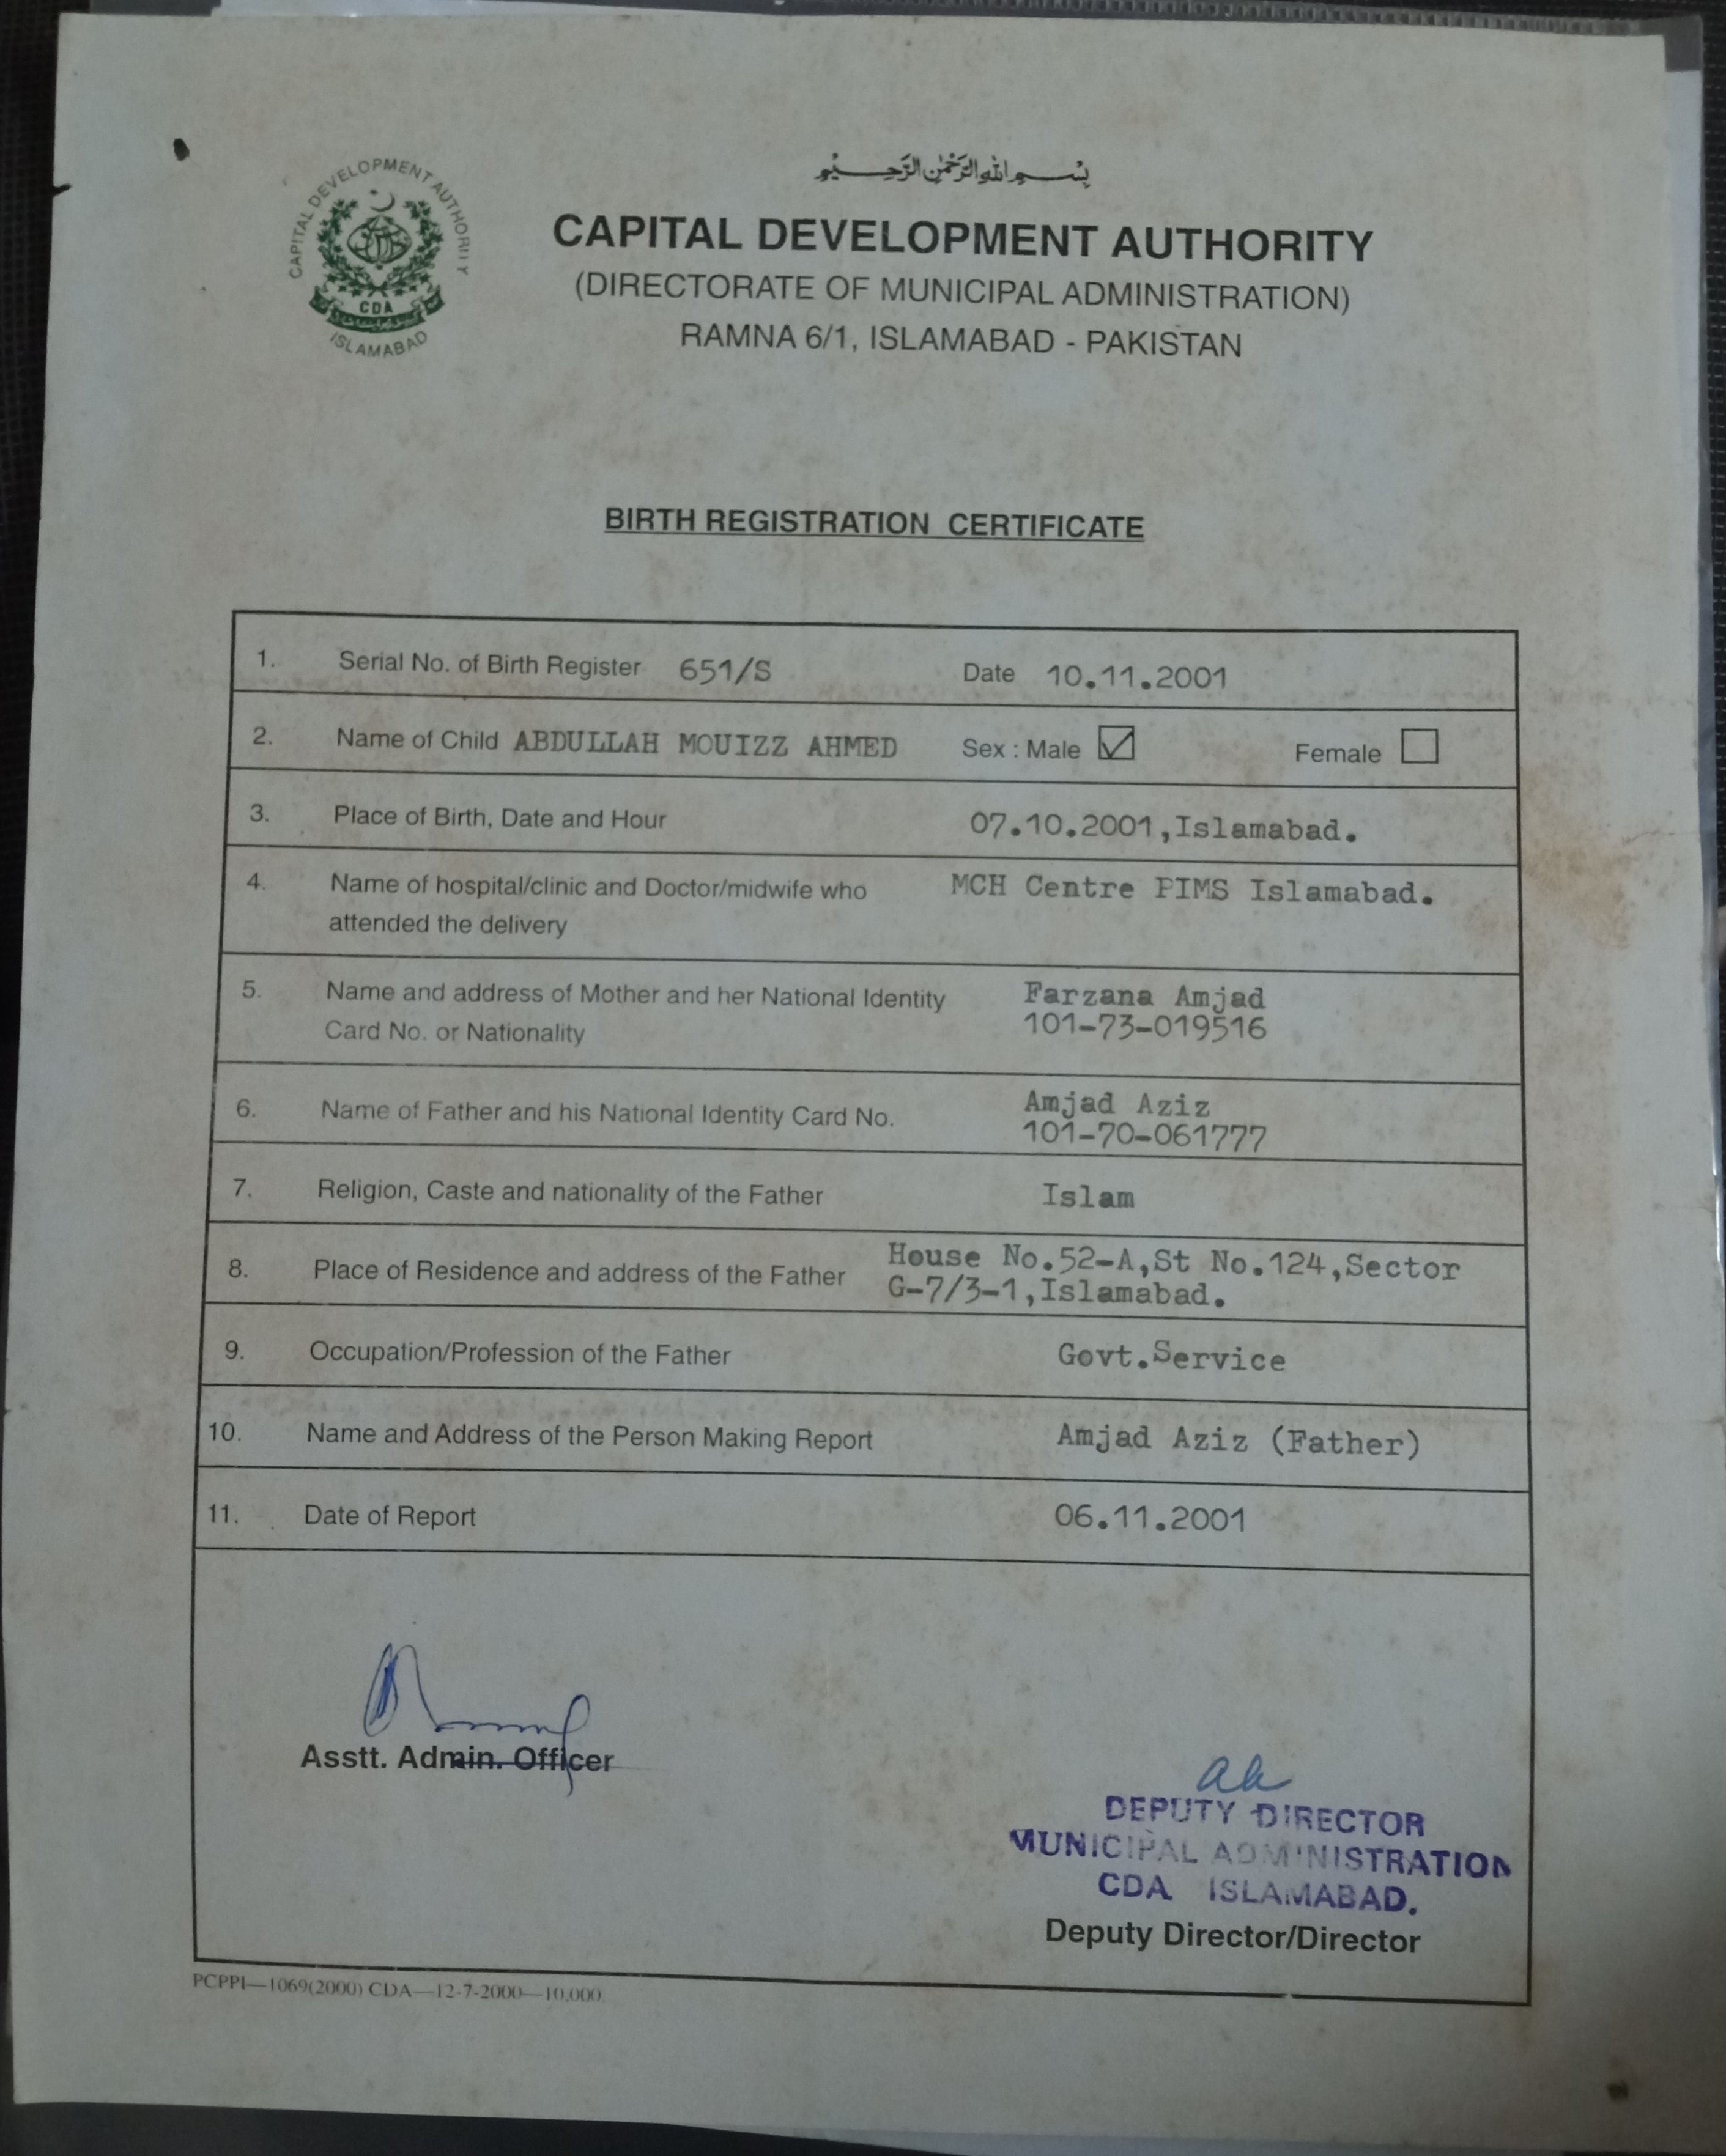 بسم الله الرحمن الرحيم
CAPITAL DEVELOPMENT AUTHORITY
ISLAMABAD
CDA
CAPITAL DEVELOPMENT AUTHORITY
(DIRECTORATE OF MUNICIPAL ADMINISTRATION)
RAMNA 6/1, ISLAMABAD - PAKISTAN
BIRTH REGISTRATION CERTIFICATE
1. Serial No. of Birth Register 651/S Date 10.11.2001
2. Name of Child ABDULLAH MOUIZZ AHMED Sex : Male ☑ Female ☐
3. Place of Birth, Date and Hour 07.10.2001,Islamabad.
4. Name of hospital/clinic and Doctor/midwife who MCH Centre PIMS Islamabad.
attended the delivery
5. Name and address of Mother and her National Identity Farzana Amjad
Card No. or Nationality 101-73-019516
6. Name of Father and his National Identity Card No. Amjad Aziz
101-70-061777
7. Religion, Caste and nationality of the Father Islam
8. Place of Residence and address of the Father House No.52-A,St No.124,Sector
G-7/3-1,Islamabad.
9. Occupation/Profession of the Father Govt.Service
10. Name and Address of the Person Making Report Amjad Aziz (Father)
11. Date of Report 06.11.2001
Asstt. Admin. Officer
DEPUTY DIRECTOR
MUNICIPAL ADMINISTRATION
CDA ISLAMABAD.
Deputy Director/Director
PCPPI—1069(2000) CDA—12-7-2000—10,000.